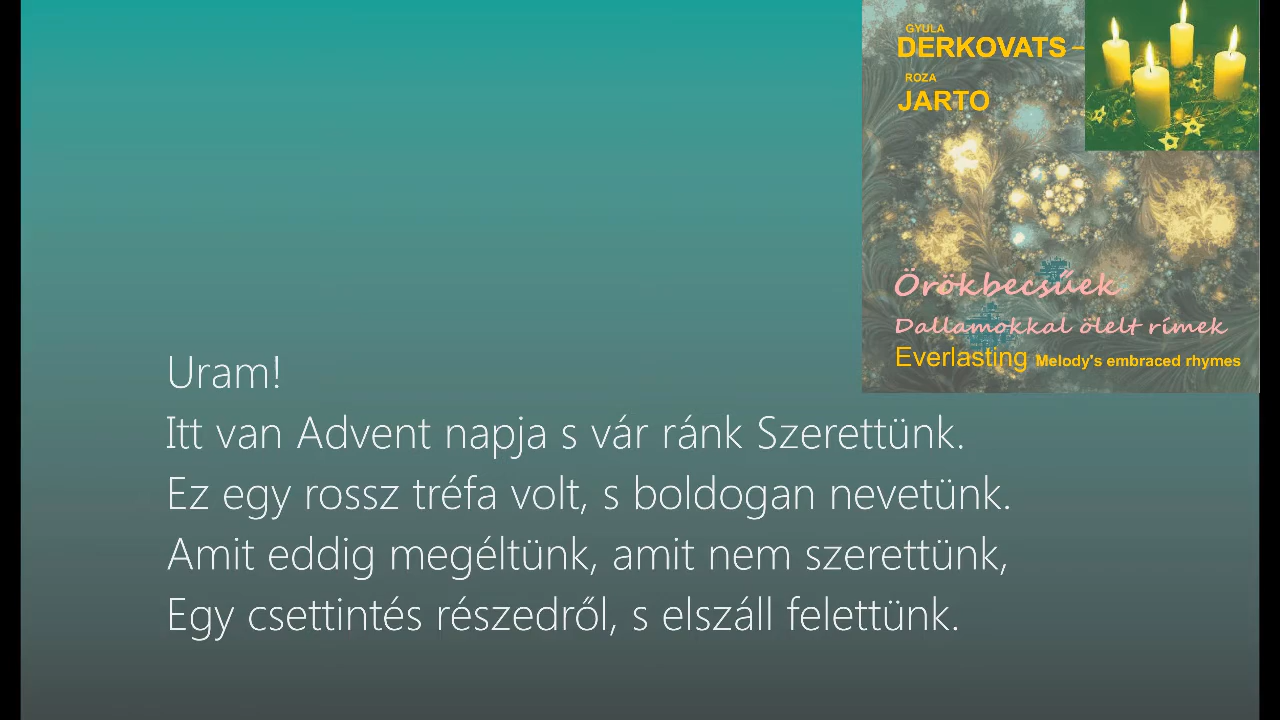 GYULA
DERKOVATS –
ROZA
JARTO
Örökbecsűek
Dallamokkal ölelt rímek
Everlasting Melody's embraced rhymes
Uram!
Itt van Advent napja s vár ránk Szerettünk.
Ez egy rossz tréfa volt, s boldogan nevetünk.
Amit eddig megéltünk, amit nem szerettünk,
Egy csettintés részedről, s elszáll felettünk.